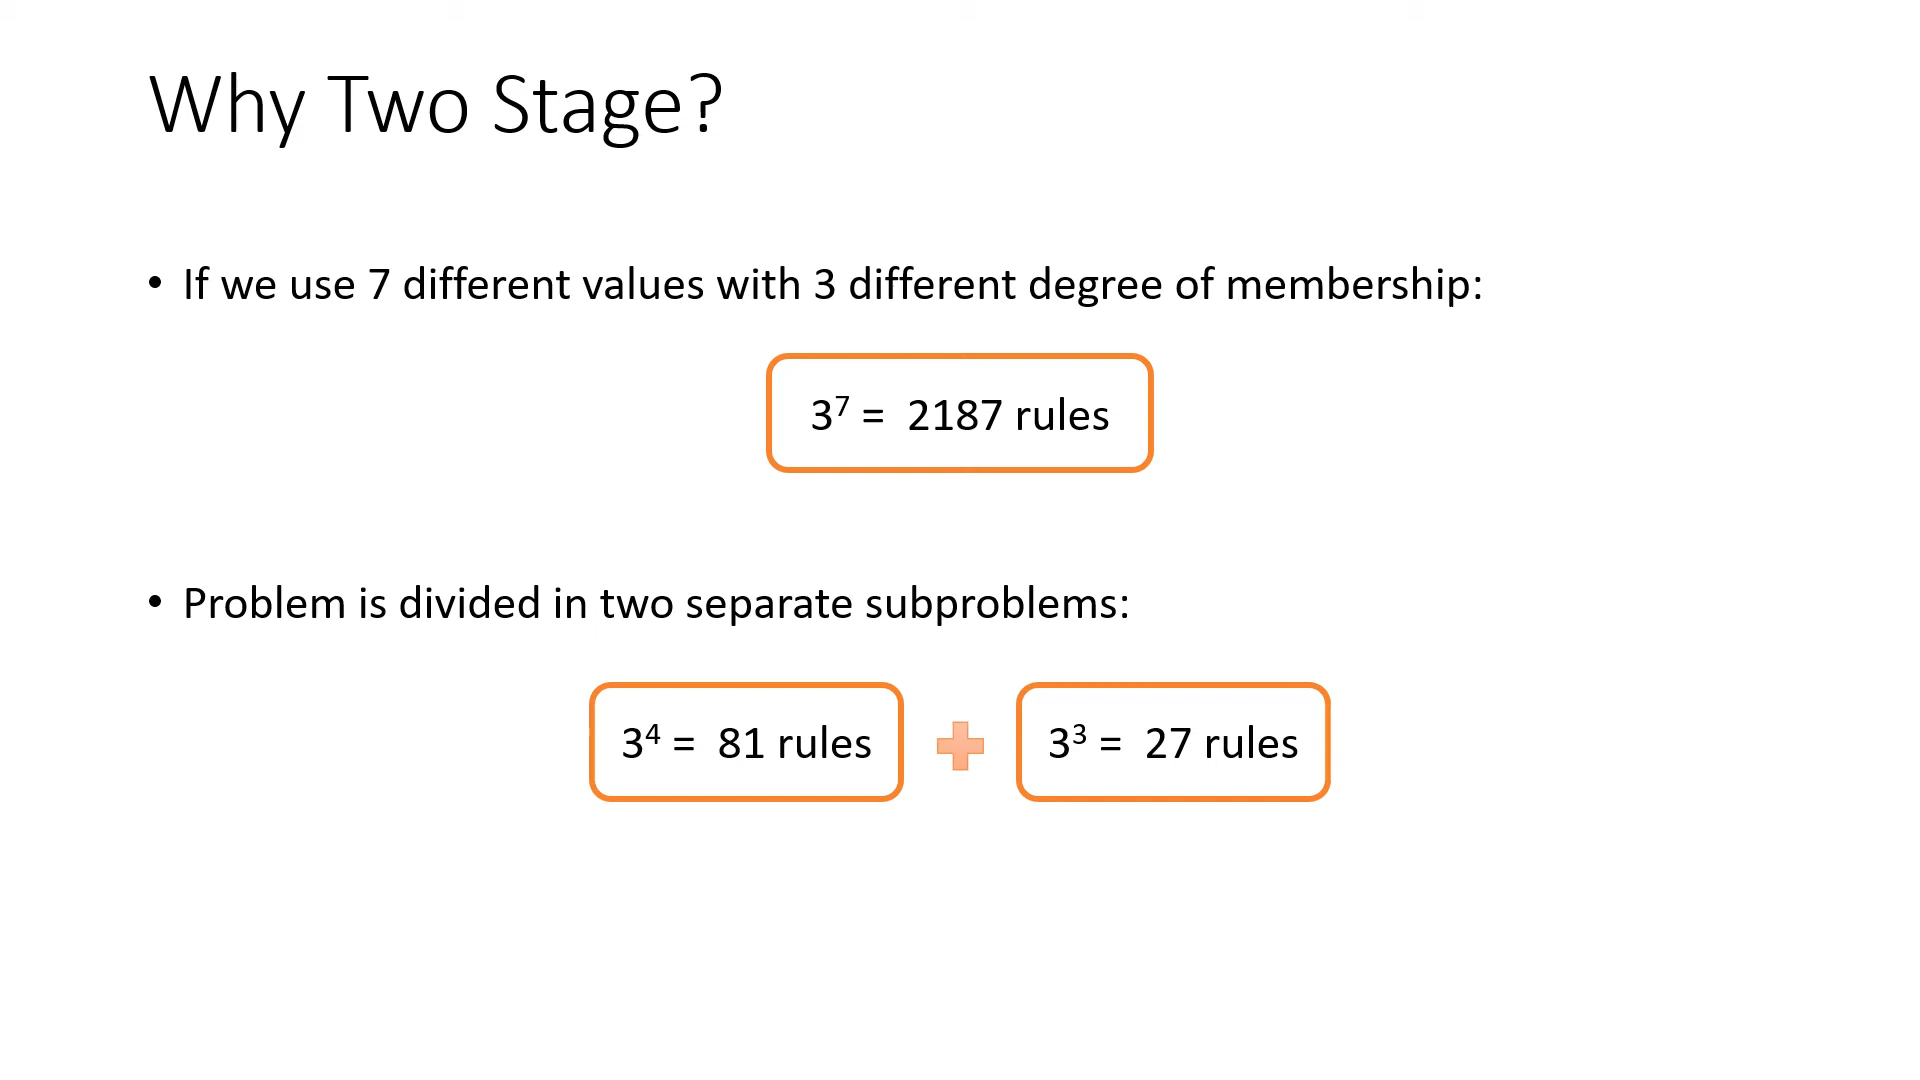 Why Two Stage?
• If we use 7 different values with 3 different degree of membership:
3⁷ = 2187 rules
• Problem is divided in two separate subproblems:
3⁴ = 81 rules
3³ = 27 rules